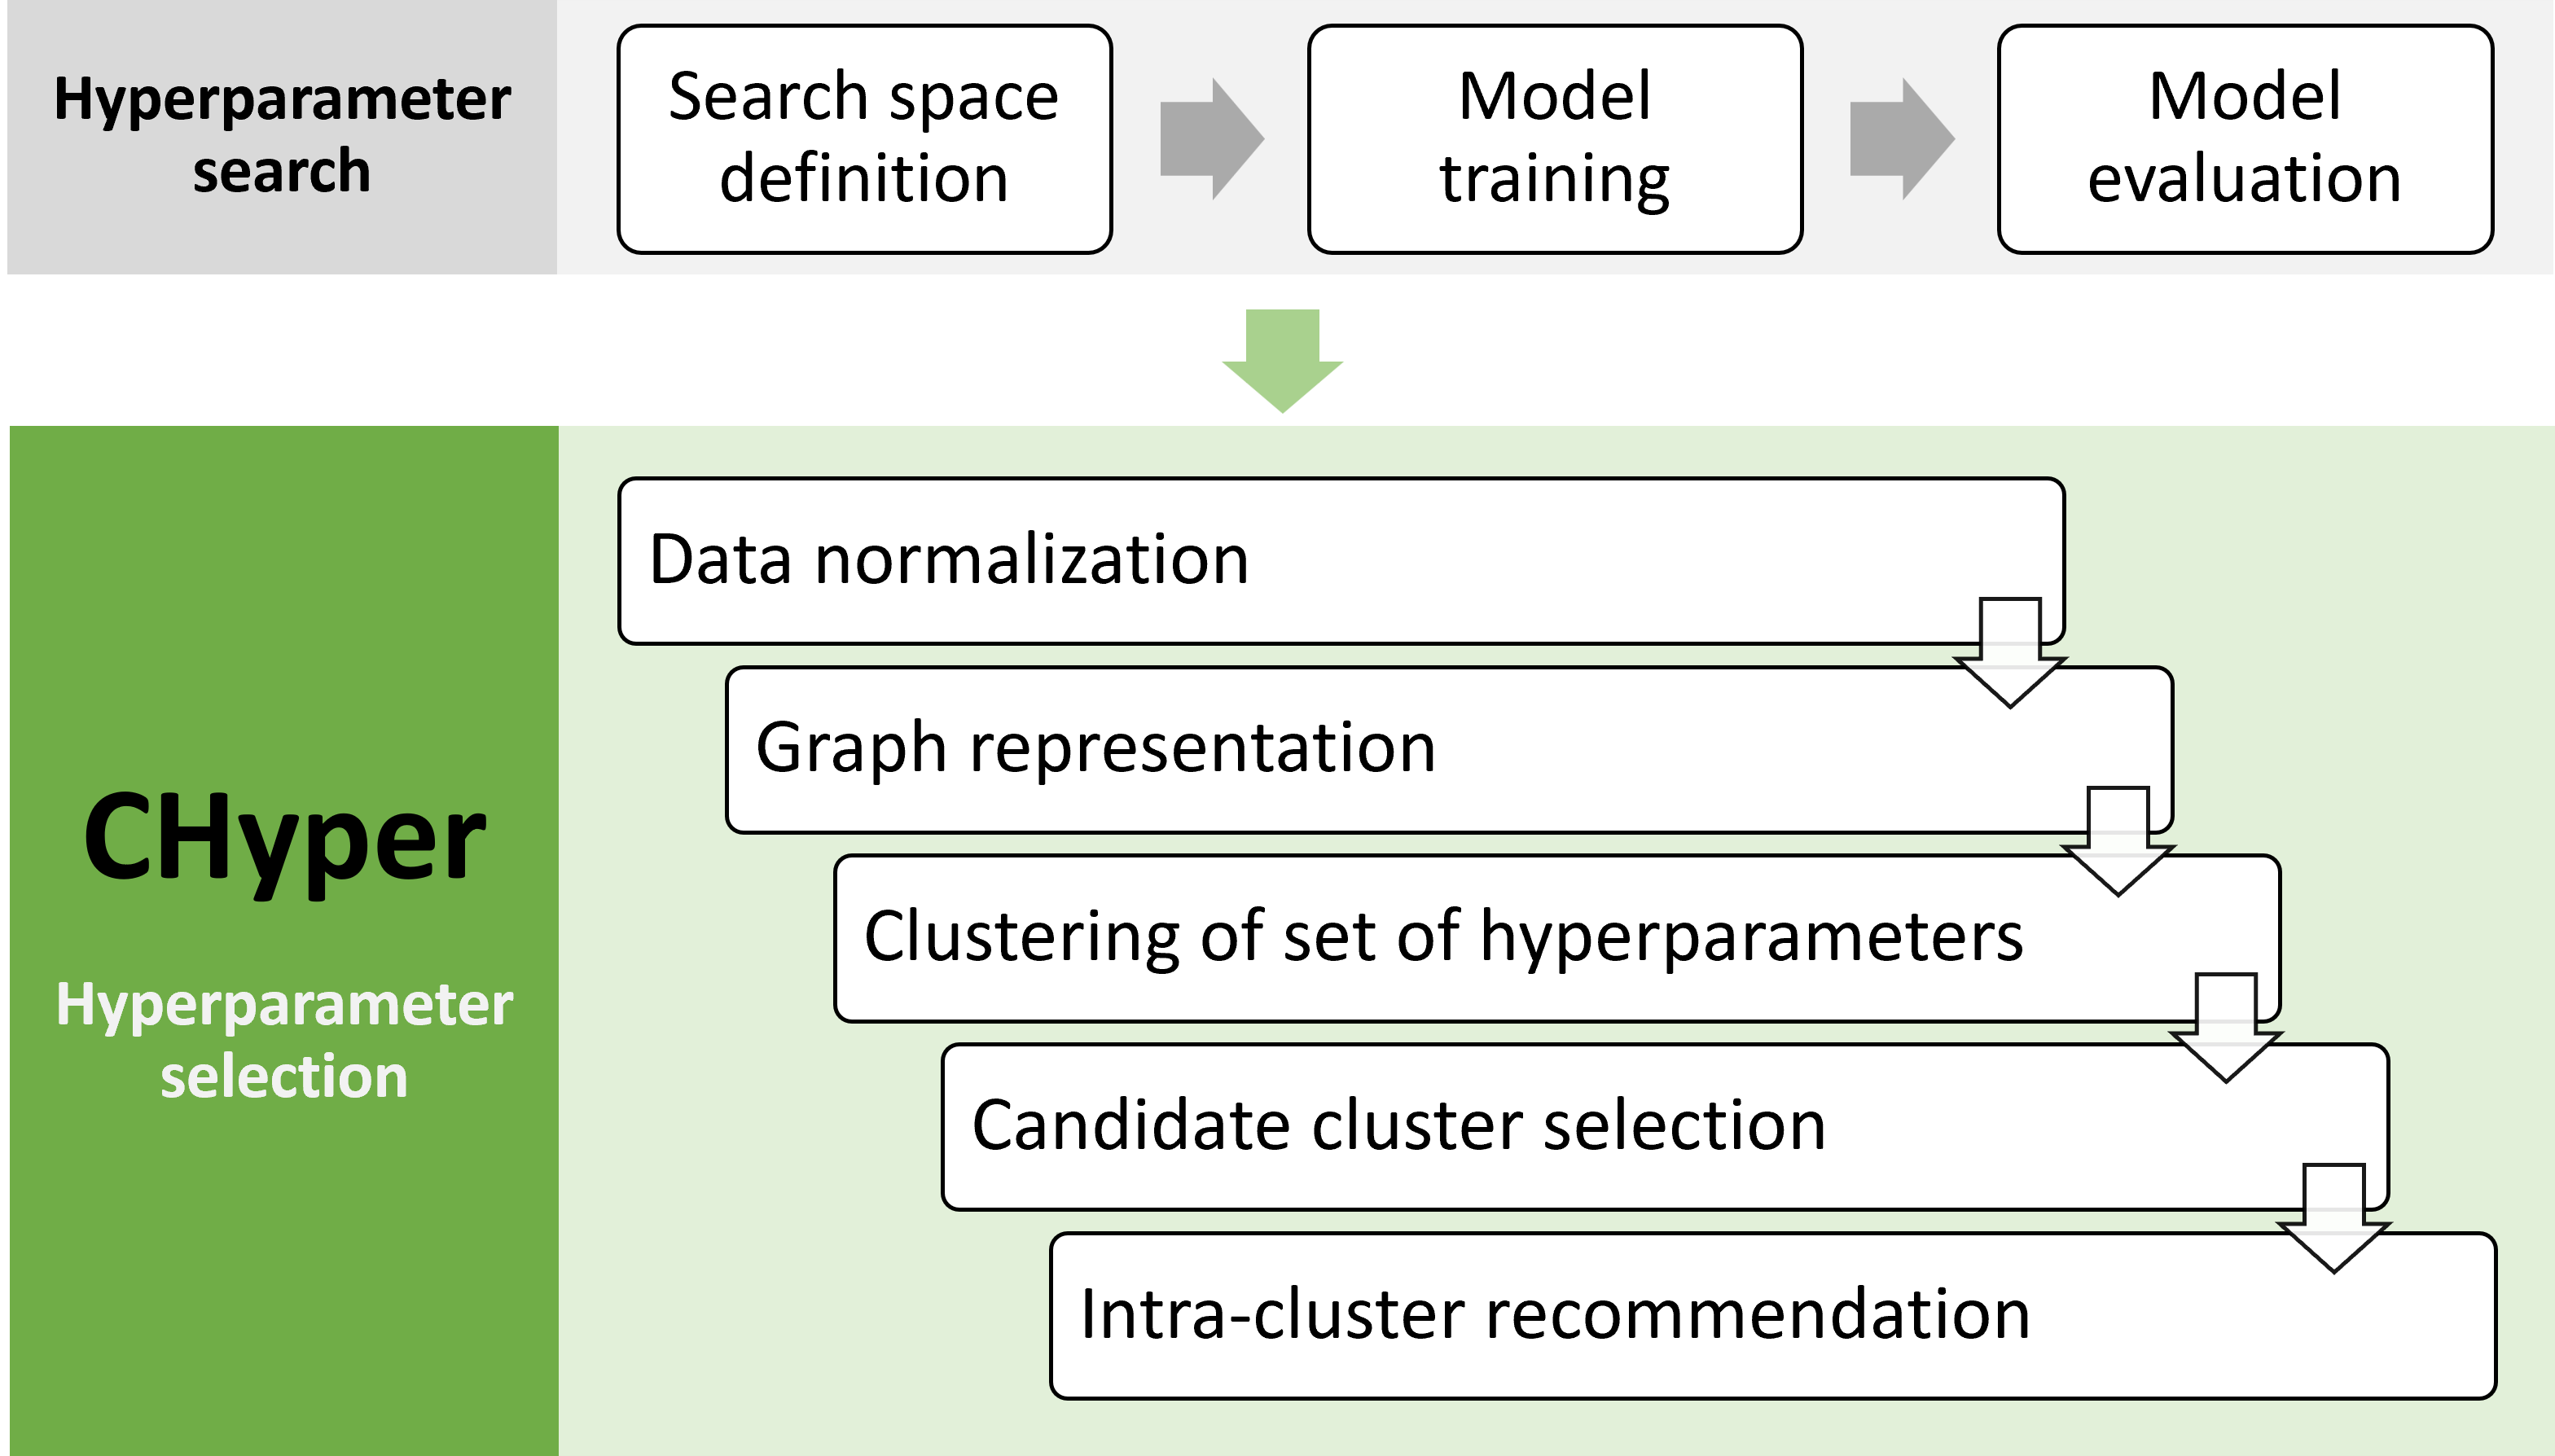 Hyperparameter
search
Search space
definition
Model
training
Model
evaluation
CHyper
Hyperparameter
selection
Data normalization
Graph representation
Clustering of set of hyperparameters
Candidate cluster selection
Intra-cluster recommendation